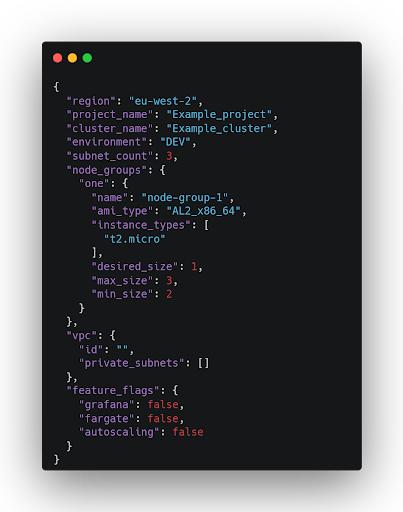 {
  "region": "eu-west-2",
  "project_name": "Example_project",
  "cluster_name": "Example_cluster",
  "environment": "DEV",
  "subnet_count": 3,
  "node_groups": {
    "one": {
      "name": "node-group-1",
      "ami_type": "AL2_x86_64",
      "instance_types": [
        "t2.micro"
      ],
      "desired_size": 1,
      "max_size": 3,
      "min_size": 2
    }
  },
  "vpc": {
    "id": "",
    "private_subnets": []
  },
  "feature_flags": {
    "grafana": false,
    "fargate": false,
    "autoscaling": false
  }
}